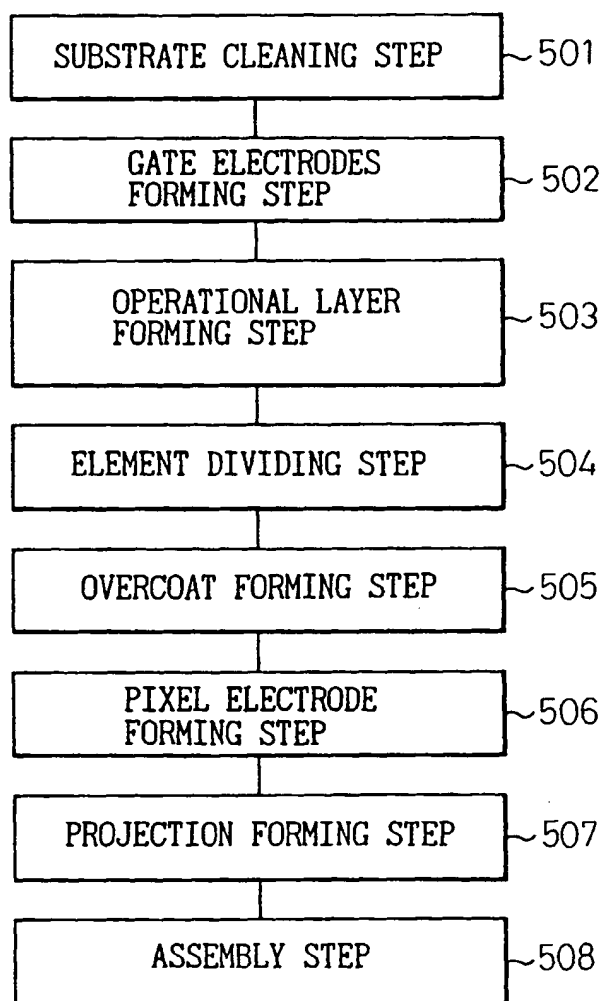 SUBSTRATE CLEANING STEP 501
GATE ELECTRODES
FORMING STEP 502
OPERATIONAL LAYER
FORMING STEP 503
ELEMENT DIVIDING STEP 504
OVERCOAT FORMING STEP 505
PIXEL ELECTRODE
FORMING STEP 506
PROJECTION FORMING STEP 507
ASSEMBLY STEP 508